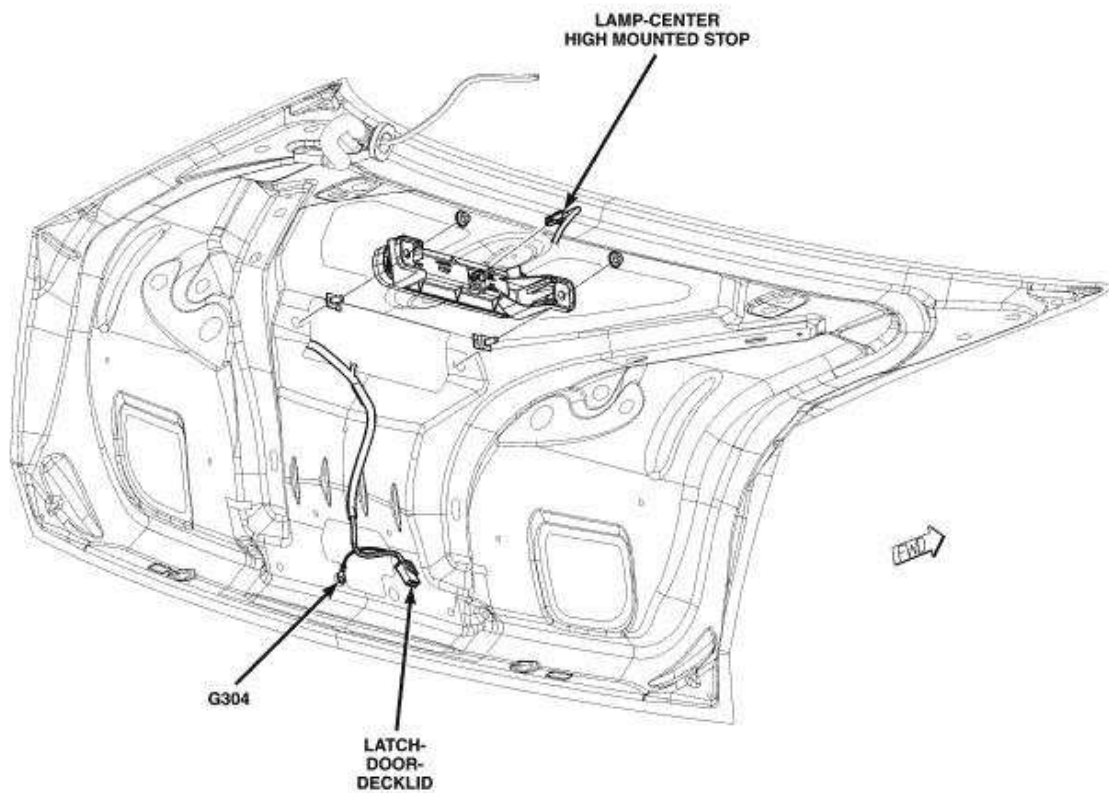 LAMP-CENTER
HIGH MOUNTED STOP
FWD
G304
LATCH-
DOOR-
DECKLID